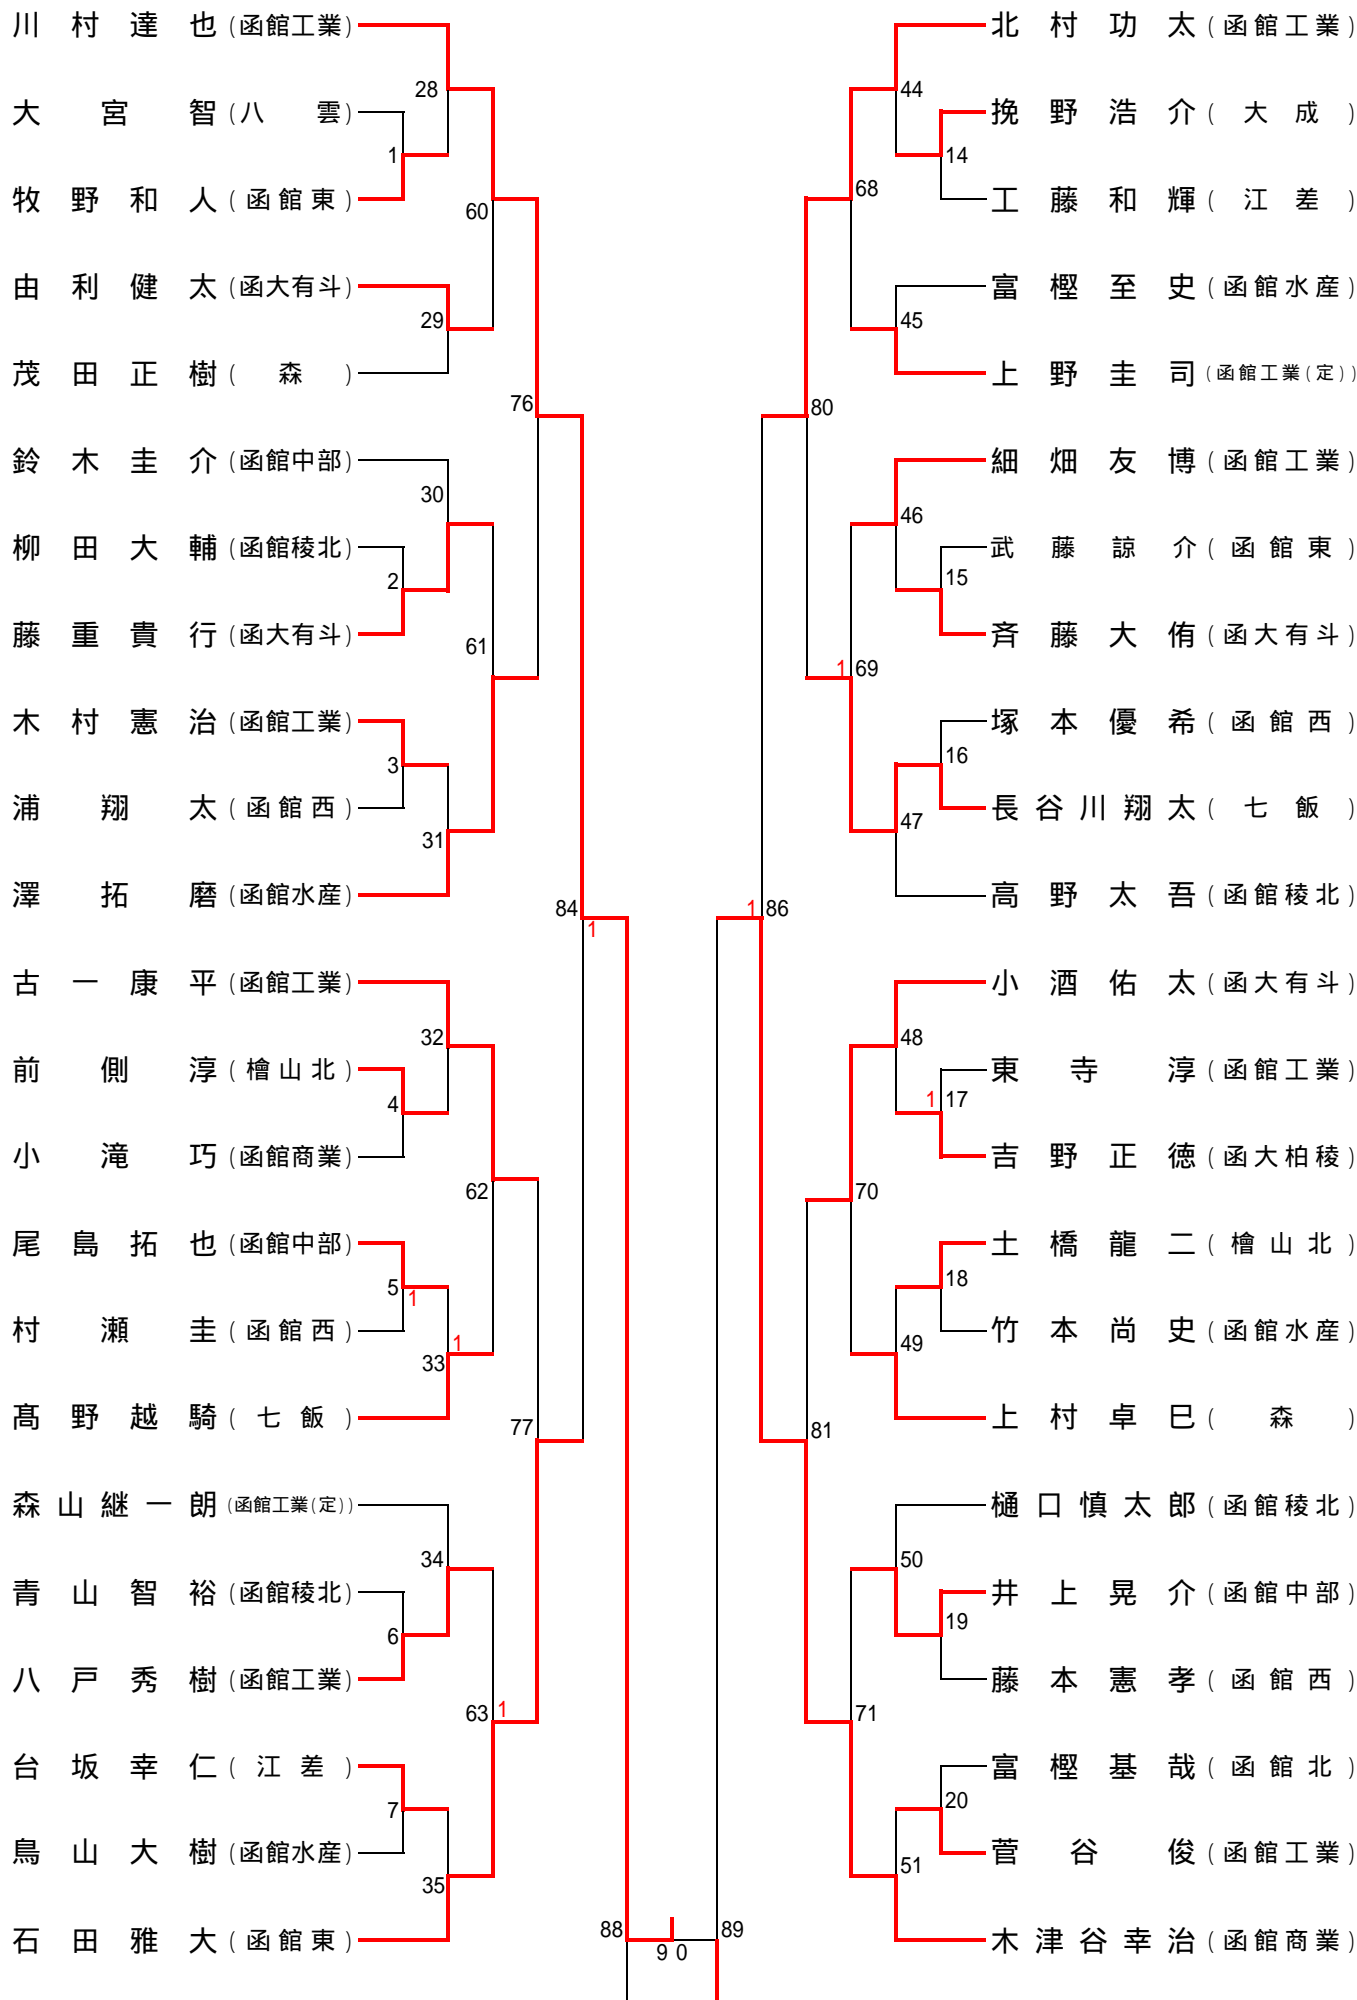 川村達也(函館工業)
28
大宮智(八雲)
1
牧野和人(函館東)
60
由利健太(函大有斗)
29
茂田正樹(森)
76
鈴木圭介(函館中部)
30
柳田大輔(函館稜北)
2
藤重貴行(函大有斗)
61
木村憲治(函館工業)
3
浦翔太(函館西)
31
澤拓磨(函館水産)
84
1
古一康平(函館工業)
32
前側淳(檜山北)
4
小滝巧(函館商業)
62
尾島拓也(函館中部)
5
1
村瀬圭(函館西)
1
33
髙野越騎(七飯)
77
森山継一朗(函館工業(定))
34
青山智裕(函館稜北)
6
八戸秀樹(函館工業)
63
1
台坂幸仁(江差)
7
鳥山大樹(函館水産)
35
石田雅大(函館東)
88
90
89
北村功太(函館工業)
44
挽野浩介(大成)
14
工藤和輝(江差)
68
富樫至史(函館水産)
45
上野圭司(函館工業(定))
80
細畑友博(函館工業)
46
武藤諒介(函館東)
15
斉藤大侑(函大有斗)
1
69
塚本優希(函館西)
16
長谷川翔太(七飯)
47
高野太吾(函館稜北)
1
86
小酒佑太(函大有斗)
48
東寺淳(函館工業)
1
17
吉野正徳(函大柏稜)
70
土橋龍二(檜山北)
18
竹本尚史(函館水産)
49
上村卓巳(森)
81
樋口慎太郎(函館稜北)
50
井上晃介(函館中部)
19
藤本憲孝(函館西)
71
富樫基哉(函館北)
20
菅谷俊(函館工業)
51
木津谷幸治(函館商業)